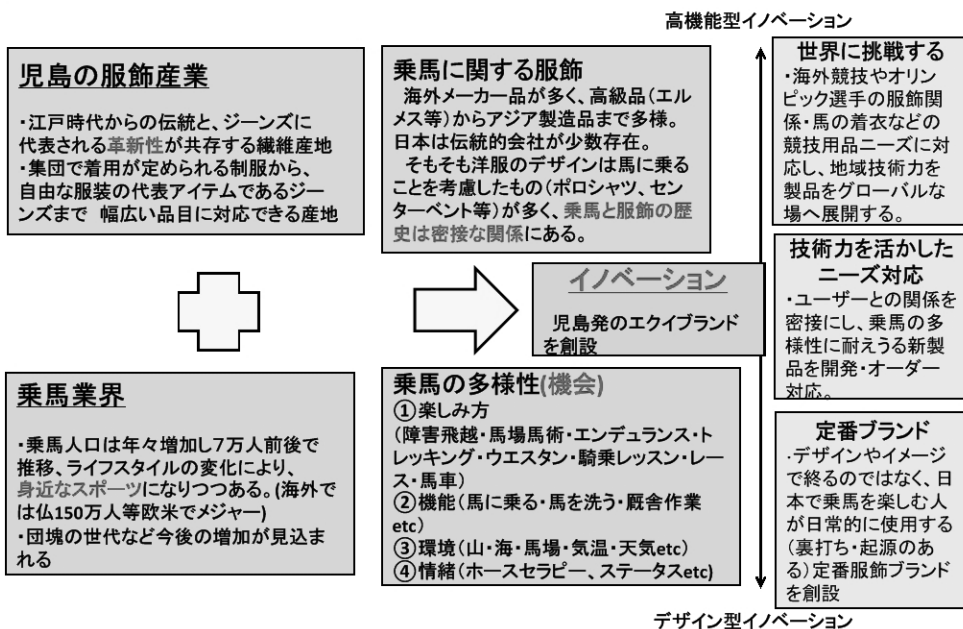 高機能型イノベーション
児島の服飾産業
・江戸時代からの伝統と、ジーンズに
代表される革新性が共存する繊維産地
・集団で着用が定められる制服から、
自由な服装の代表アイテムであるジー
ンズまで 幅広い品目に対応できる産地
乗馬に関する服飾
海外メーカー品が多く、高級品(エル
メス等)からアジア製造品まで多様。
日本は伝統的会社が少数存在。
そもそも洋服のデザインは馬に乗る
ことを考慮したもの(ポロシャツ、セン
ターベント等)が多く、乗馬と服飾の歴
史は密接な関係にある。
世界に挑戦する
・海外競技やオリン
ピック選手の服飾関
係・馬の着衣などの
競技用品ニーズに対
応し、地域技術力を
製品をグローバルな
場へ展開する。
イノベーション
児島発のエクイブランド
を創設
技術力を活かした
ニーズ対応
・ユーザーとの関係を
密接にし、乗馬の多
様性に耐えうる新製
品を開発・オーダー
対応。
乗馬業界
・乗馬人口は年々増加し7万人前後で
推移、ライフスタイルの変化により、
身近なスポーツになりつつある。(海外で
は仏150万人等欧米でメジャー)
・団塊の世代など今後の増加が見込ま
れる
乗馬の多様性(機会)
①楽しみ方
(障害飛越・馬場馬術・エンデュランス・ト
レッキング・ウエスタン・騎乗レッスン・レー
ス・馬車)
②機能(馬に乗る・馬を洗う・厩舎作業
etc)
③環境(山・海・馬場・気温・天気etc)
④情緒(ホースセラピー、ステータスetc)
定番ブランド
・デザインやイメージ
で終るのではなく、日
本で乗馬を楽しむ人
が日常的に使用する
(裏打ち・起源のあ
る)定番服飾ブランド
を創設
デザイン型イノベーション